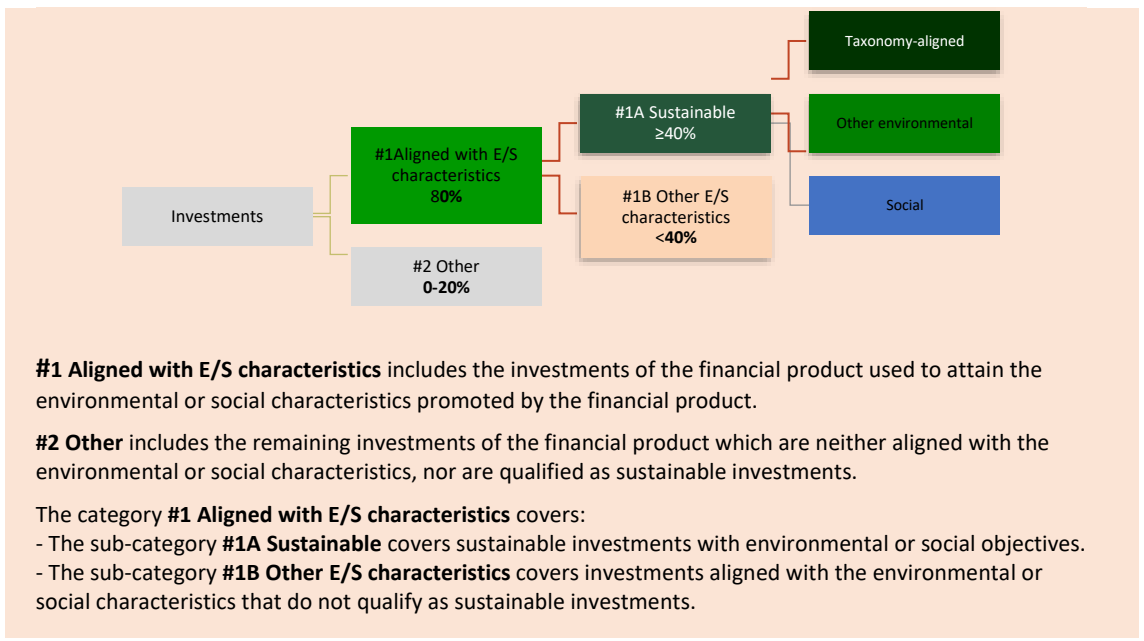 Taxonomy-aligned
#1A Sustainable
≥40%
Other environmental
#1Aligned with E/S
characteristics
80%
#1B Other E/S
characteristics
<40%
Social
Investments
#2 Other
0-20%
#1 Aligned with E/S characteristics includes the investments of the financial product used to attain the
environmental or social characteristics promoted by the financial product.
#2 Other includes the remaining investments of the financial product which are neither aligned with the
environmental or social characteristics, nor are qualified as sustainable investments.
The category #1 Aligned with E/S characteristics covers:
- The sub-category #1A Sustainable covers sustainable investments with environmental or social objectives.
- The sub-category #1B Other E/S characteristics covers investments aligned with the environmental or
social characteristics that do not qualify as sustainable investments.